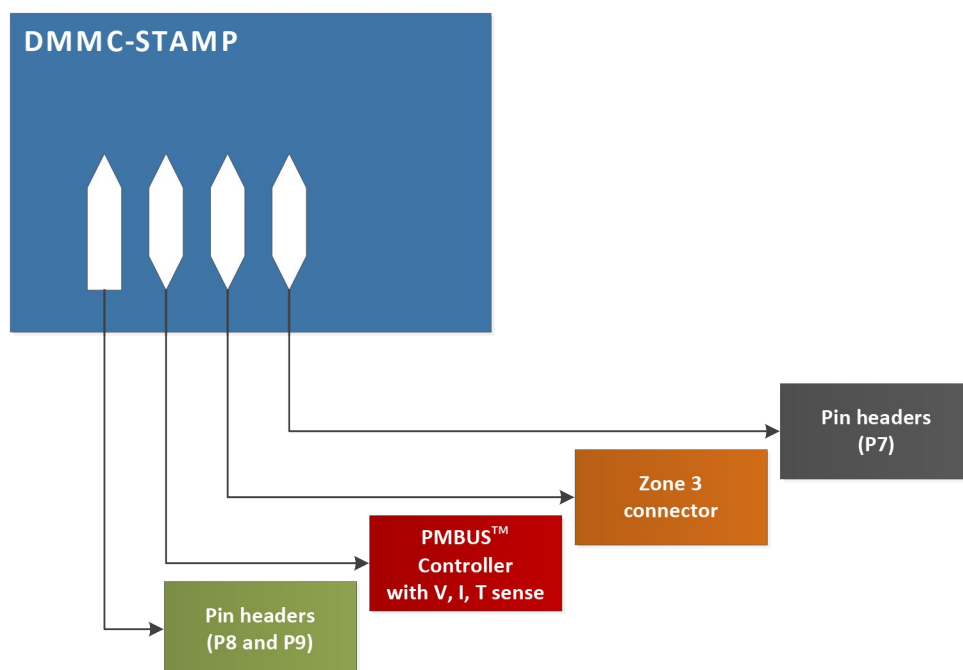 DMMC-STAMP
Pin headers
(P7)
Zone 3
connector
PMBUS™
Controller
with V, I, T sense
Pin headers
(P8 and P9)